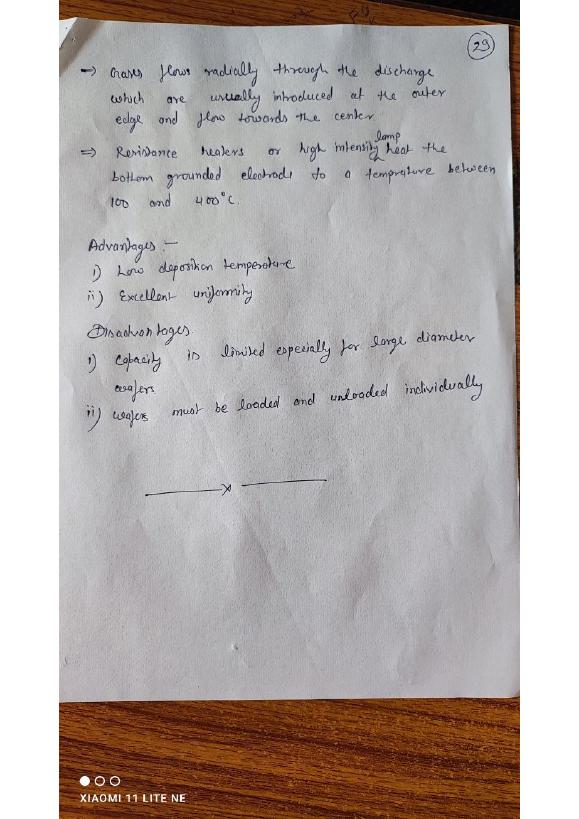 29
→ Gases flows radially through the discharge
which are usually introduced at the outer
edge and flow towards the center
⇒ Resistance heaters or high intensity lamp heat the
bottom grounded electrode to a temprature between
100 and 400°C.
Advantages :-
i) Low deposition temperature
ii) Excellent uniformity
Disadvantages
i) Capacity is limited especially for large diameter
wafers
ii) wafers must be loaded and unloaded individually
XIAOMI 11 LITE NE